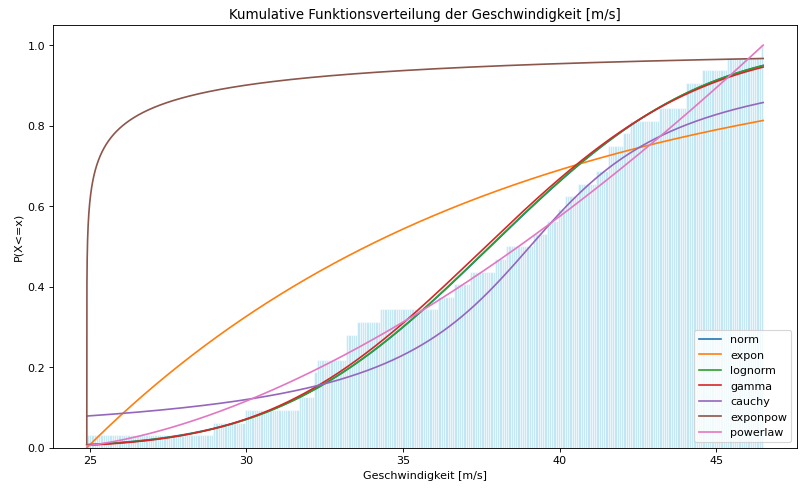 Kumulative Funktionsverteilung der Geschwindigkeit [m/s]
1.0
0.8
0.6
0.4
0.2
0.0
P(X<=x)
25
30
35
40
45
Geschwindigkeit [m/s]
norm
expon
lognorm
gamma
cauchy
exponpow
powerlaw